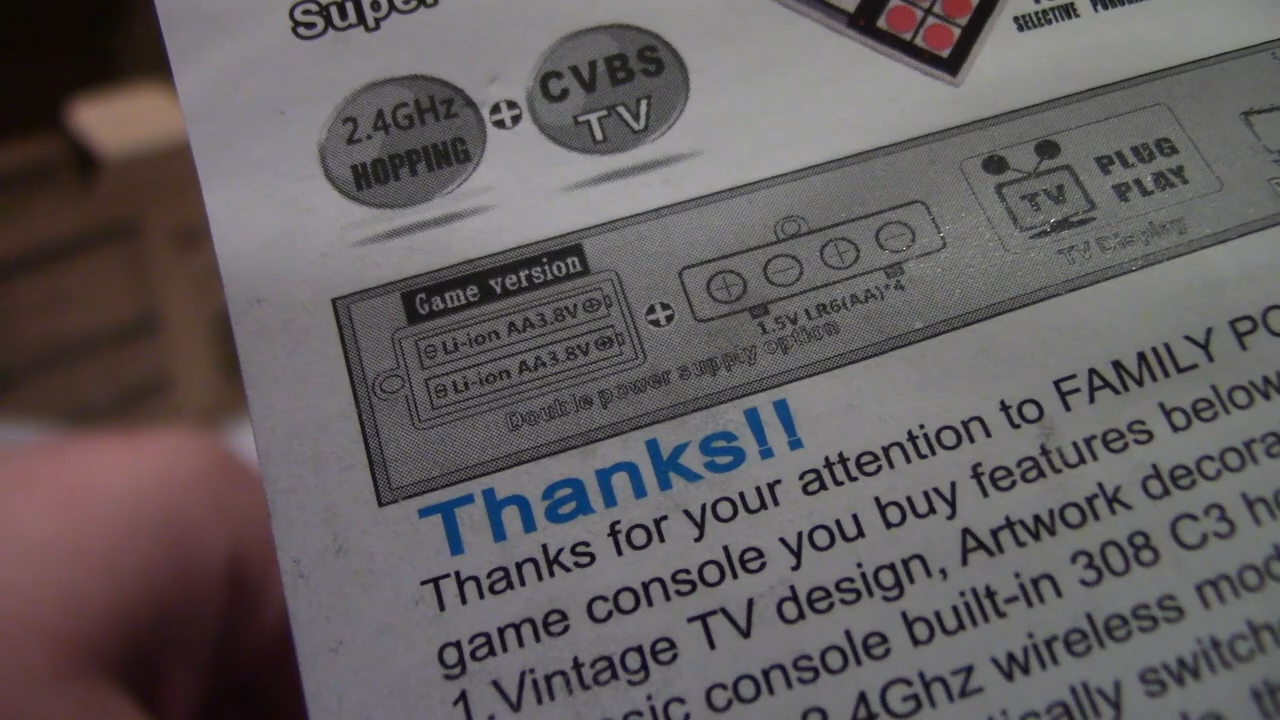 Super
SELECTIVE
2.4GHz
HOPPING
CVBS
TV
TV
PLUG
PLAY
TV Display
Game version
Li-ion AA3.8V
Li-ion AA3.8V
1.5V LR6(AA)*4
Double power supply option
Thanks!!
Thanks for your attention to FAMILY PO
game console you buy features below
1.Vintage TV design, Artwork decora
sic console built-in 308 C3 h
2.4Ghz wireless mod
ically switch